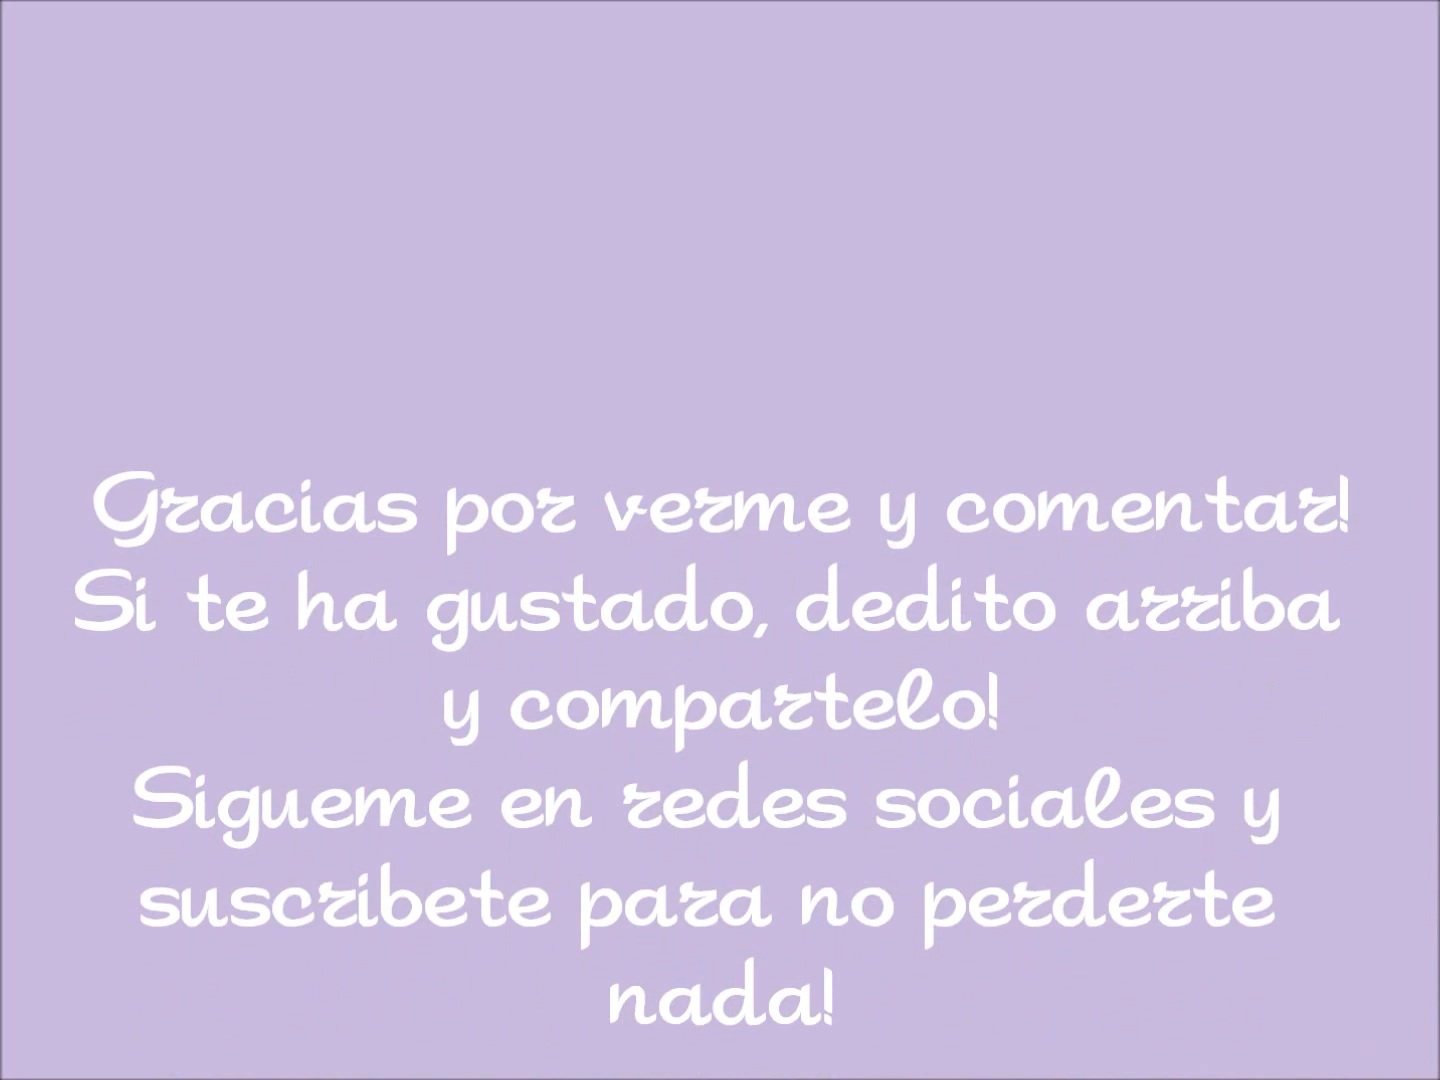 Gracias por verme y comentar!
Si te ha gustado, dedito arriba
y compartelo!
Sigueme en redes sociales y
suscribete para no perderte
nada!